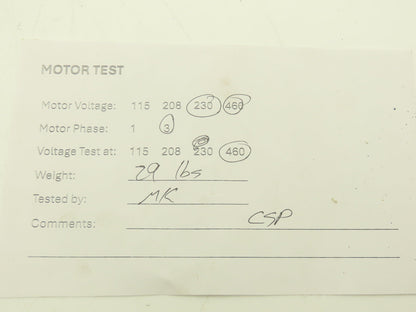 MOTOR TEST
Motor Voltage: 115 208 230 460
Motor Phase: 1 3
Voltage Test at: 115 208 230 460
Weight: 29 lbs
Tested by: MK
Comments: CSP